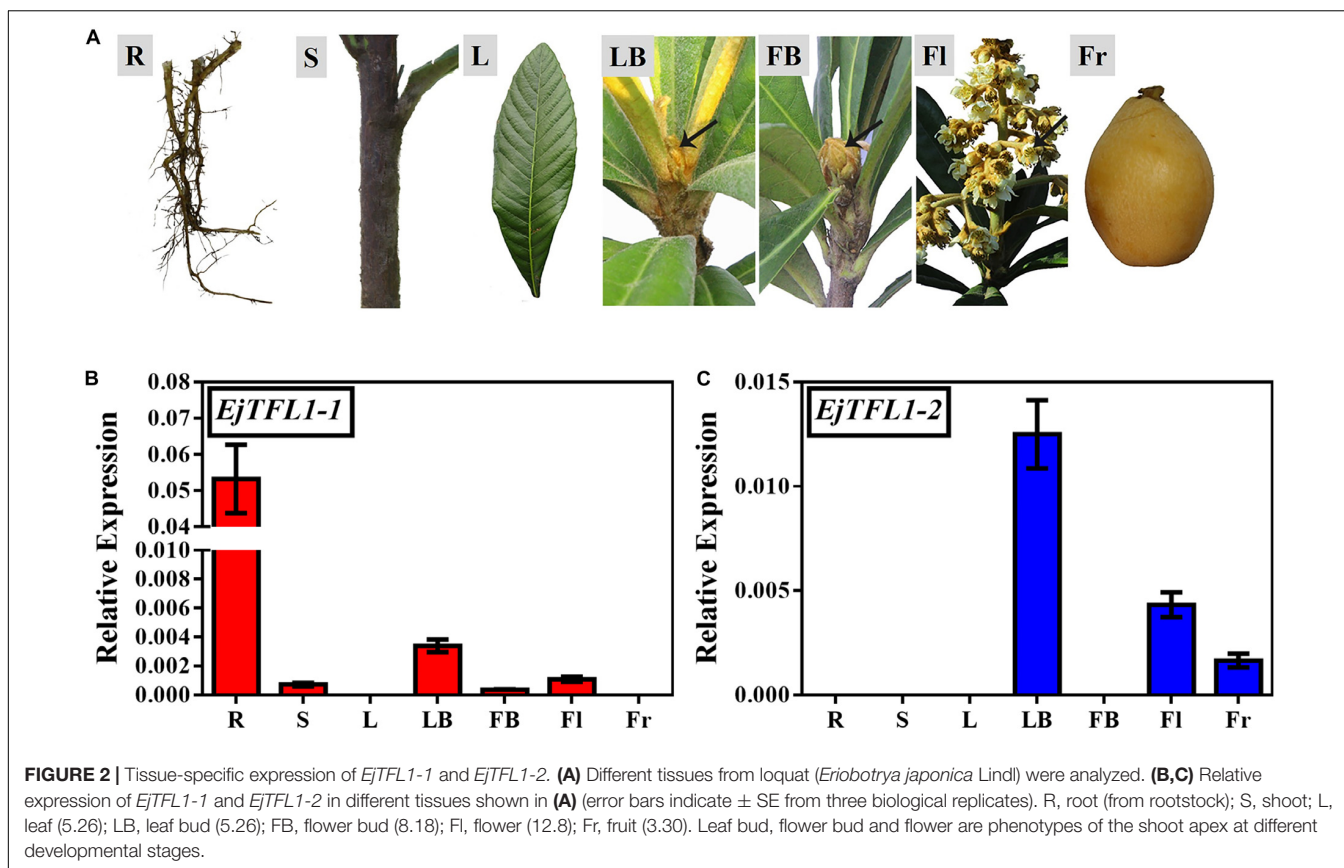 A
R
S
L
LB
FB
Fl
Fr
B
0.08
0.07
0.06
0.05
0.04
0.010
0.008
0.006
0.004
0.002
0.000
Relative Expression
EjTFL1-1
R S L LB FB Fl Fr
C
0.015
0.010
0.005
0.000
Relative Expression
EjTFL1-2
R S L LB FB Fl Fr
FIGURE 2 | Tissue-specific expression of EjTFL1-1 and EjTFL1-2. (A) Different tissues from loquat (Eriobotrya japonica Lindl) were analyzed. (B,C) Relative
expression of EjTFL1-1 and EjTFL1-2 in different tissues shown in (A) (error bars indicate ± SE from three biological replicates). R, root (from rootstock); S, shoot; L,
leaf (5.26); LB, leaf bud (5.26); FB, flower bud (8.18); Fl, flower (12.8); Fr, fruit (3.30). Leaf bud, flower bud and flower are phenotypes of the shoot apex at different
developmental stages.